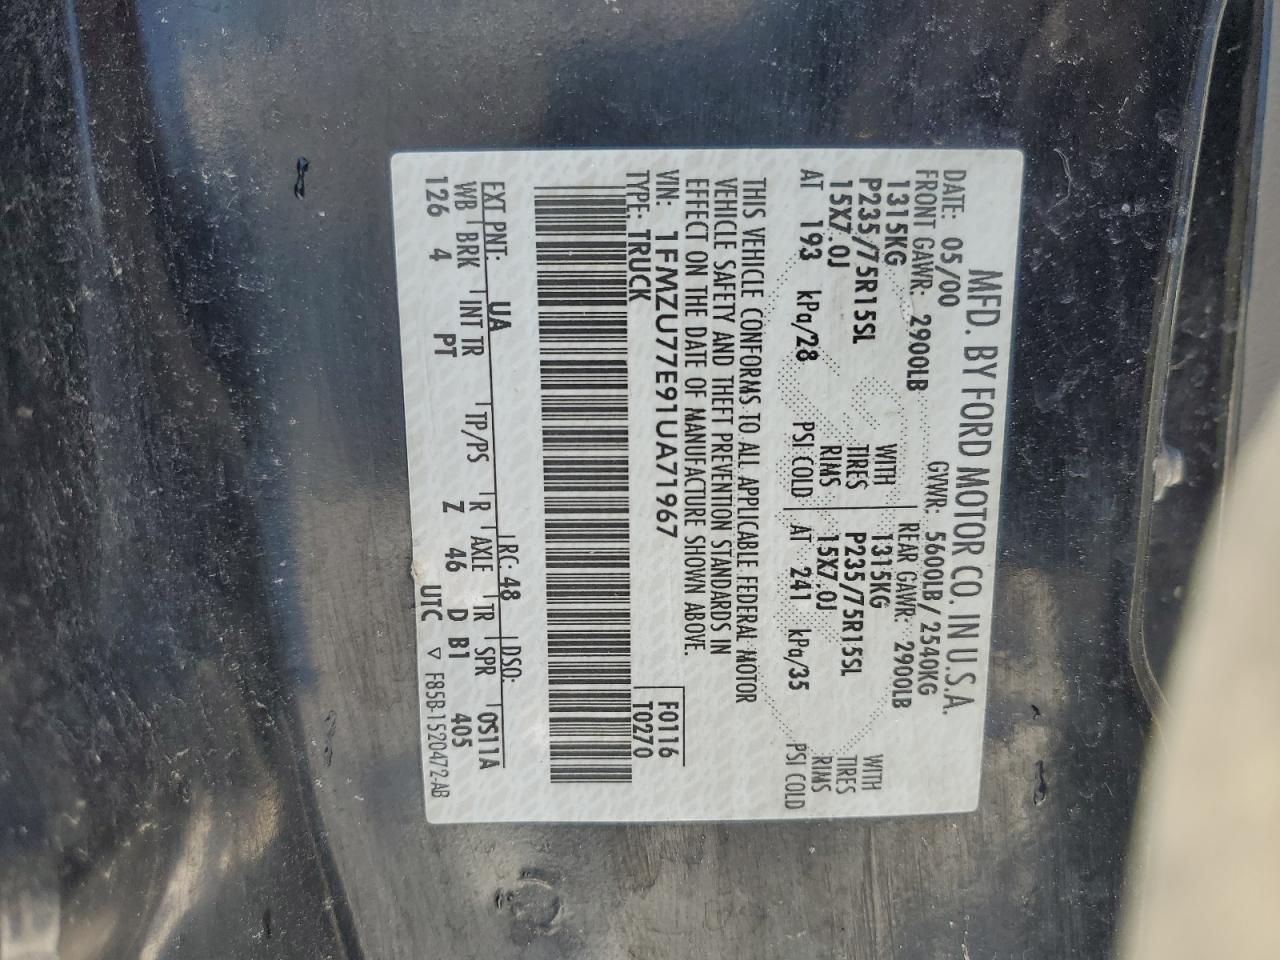 MFD. BY FORD MOTOR CO. IN U.S.A.
DATE: 05/00 GVWR: 5600LB / 2540KG
FRONT GAWR: 2900LB REAR GAWR: 2900LB
1315KG WITH 1315KG WITH
P235/75R15SL TIRES P235/75R15SL TIRES
15X7.0J RIMS 15X7.0J RIMS
AT 193 kPa/28 PSI COLD AT 241 kPa/35 PSI COLD
THIS VEHICLE CONFORMS TO ALL APPLICABLE FEDERAL MOTOR
VEHICLE SAFETY AND THEFT PREVENTION STANDARDS IN
EFFECT ON THE DATE OF MANUFACTURE SHOWN ABOVE.
VIN: 1FMZU77E91UA71967 F0116
TYPE: TRUCK T0270
EXT PNT: UA RC: 48 DSO: 0S11A
WB BRK INT TR TP/PS R AXLE TR SPR 405
126 4 PT Z 46 D B1
UTC ▽ F85B-1520472-AB